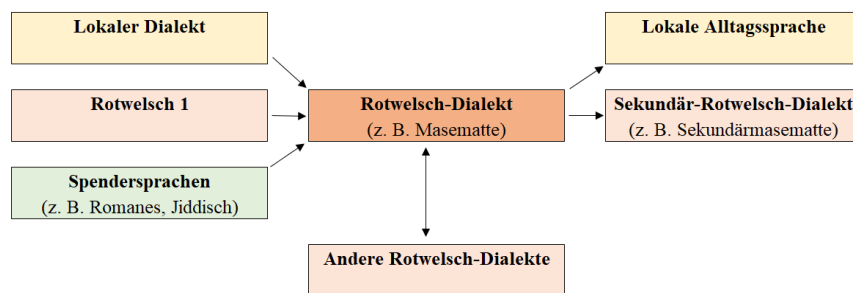 Lokaler Dialekt
Lokale Alltagssprache
Rotwelsch 1
Rotwelsch-Dialekt
(z. B. Masematte)
Sekundär-Rotwelsch-Dialekt
(z. B. Sekundärmasematte)
Spendersprachen
(z. B. Romanes, Jiddisch)
Andere Rotwelsch-Dialekte